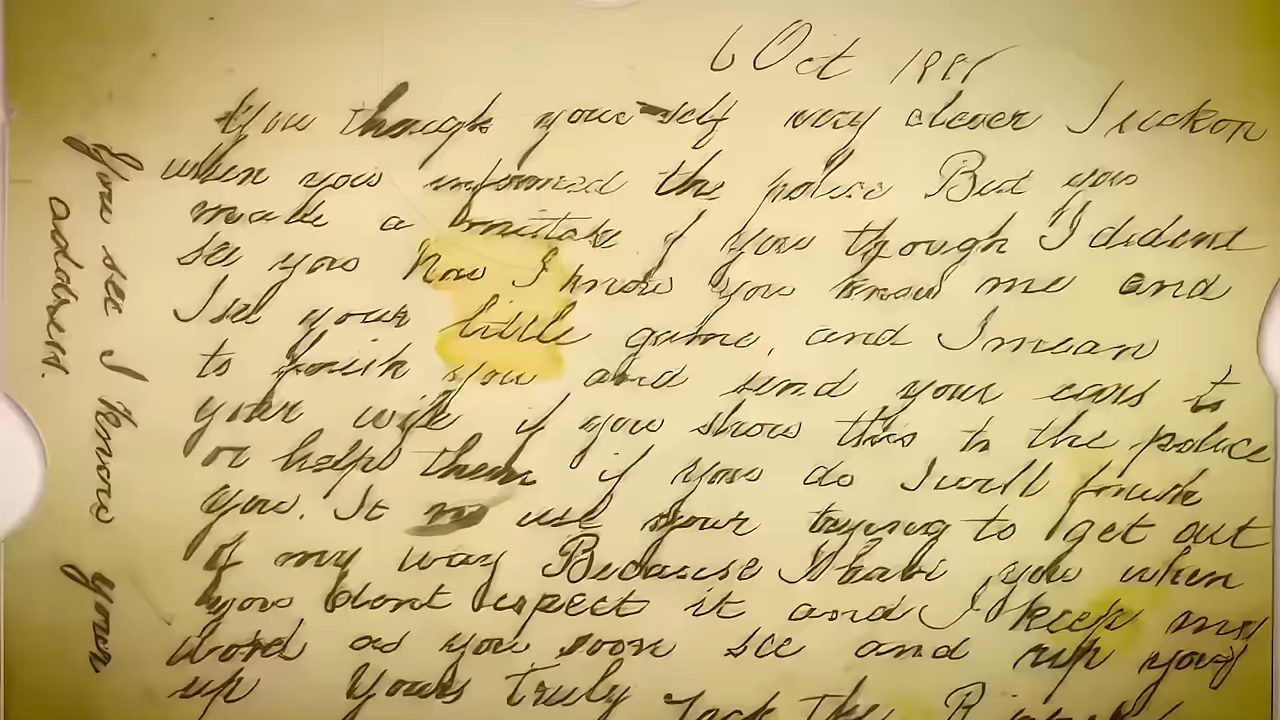 6 Oct 1888
You though your-self very clever I reckon
when you informed the police But you
made a mistake if you though I dident
see you Now I know you know me and
I see your little game, and I mean
to finish you and send your ears to
your wife if you show this to the police
or help them if you do I will finish
you. It no use your trying to get out
of my way Because I have you when
you dont expect it and I keep my
word as you soon see and rip you
up Yours truly Jack the Ripper
You see I know your
address.